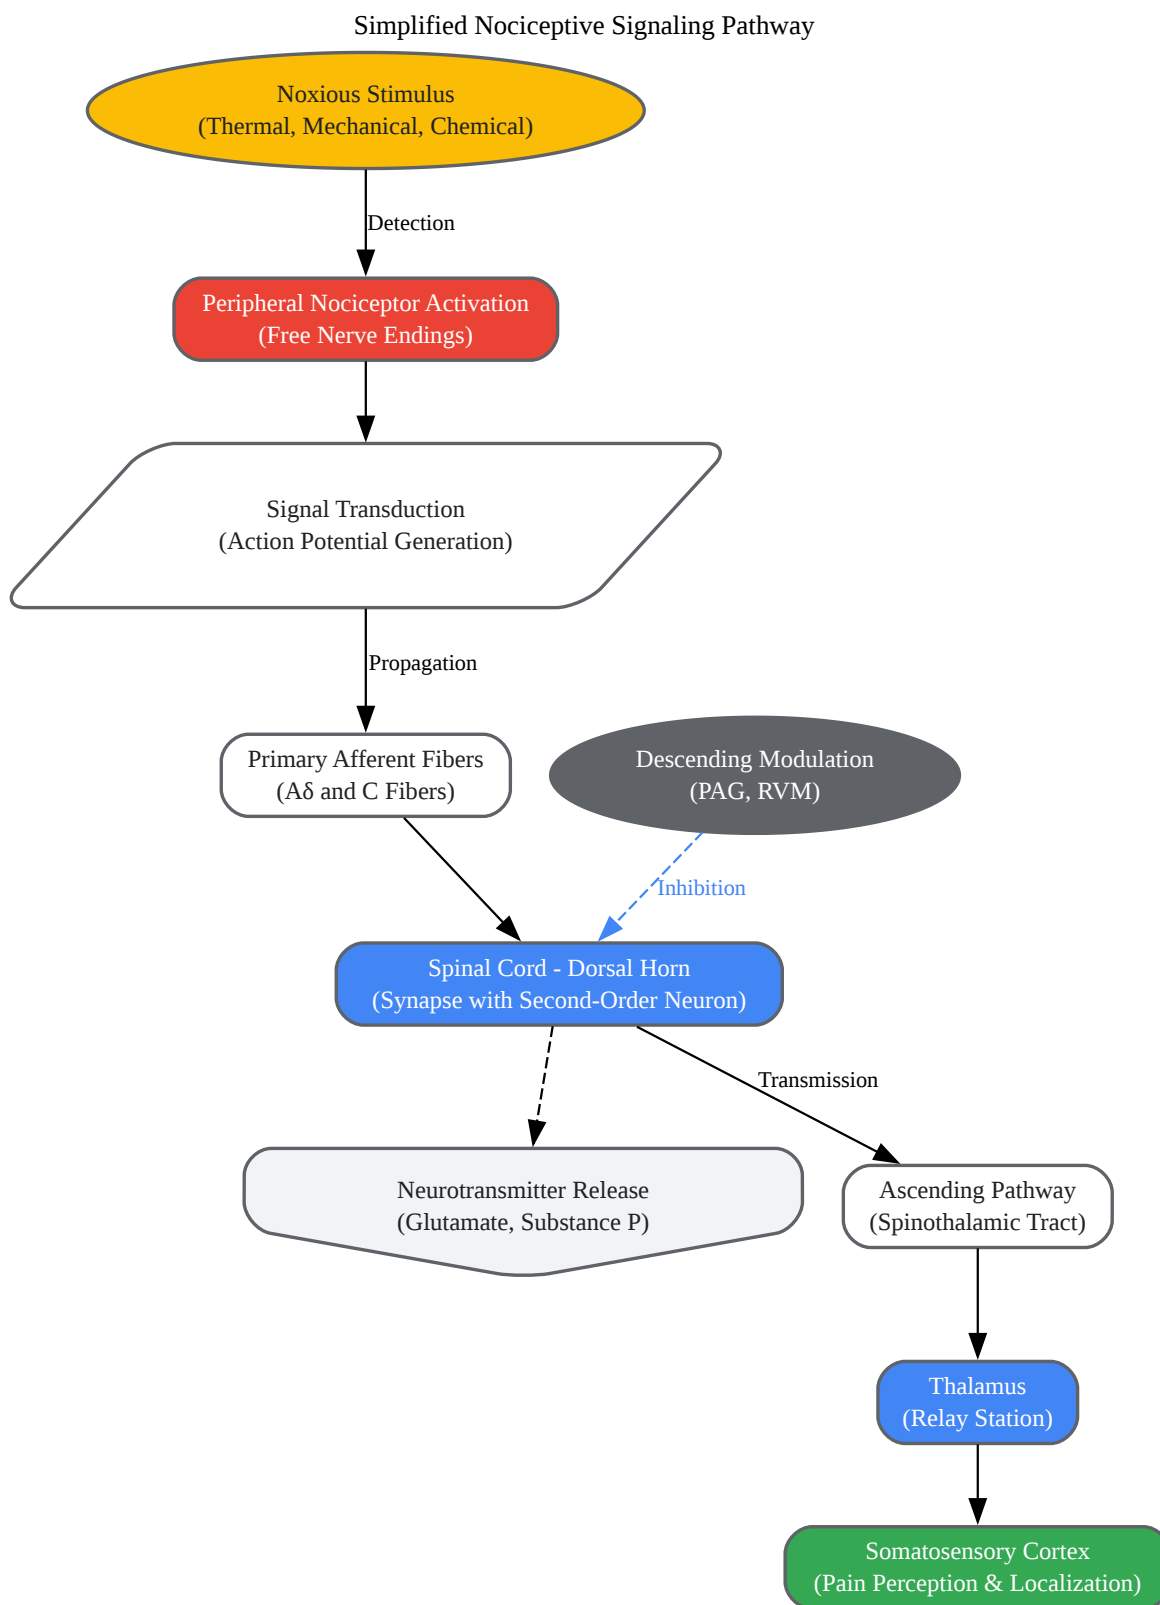 Simplified Nociceptive Signaling Pathway
Noxious Stimulus
(Thermal, Mechanical, Chemical)
Detection
Peripheral Nociceptor Activation
(Free Nerve Endings)
Signal Transduction
(Action Potential Generation)
Propagation
Primary Afferent Fibers
(Aδ and C Fibers)
Descending Modulation
(PAG, RVM)
Inhibition
Spinal Cord - Dorsal Horn
(Synapse with Second-Order Neuron)
Transmission
Neurotransmitter Release
(Glutamate, Substance P)
Ascending Pathway
(Spinothalamic Tract)
Thalamus
(Relay Station)
Somatosensory Cortex
(Pain Perception & Localization)